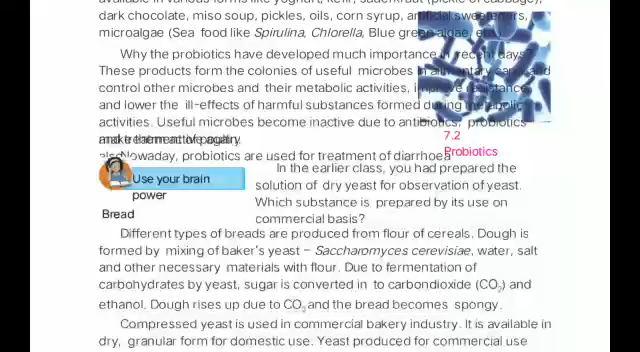 available in various forms like yoghurt, kefir, sauerkraut (pickle of cabbage),
dark chocolate, miso soup, pickles, oils, corn syrup, artificial sweeteners,
microalgae (Sea food like Spirulina, Chlorella, Blue green algae, etc.)
Why the probiotics have developed much importance in recent days?
These products form the colonies of useful microbes in alimentary canal and
control other microbes and their metabolic activities, improve resistance,
and lower the ill-effects of harmful substances formed during metabolic
activities. Useful microbes become inactive due to antibiotics; probiotics
make them active again
also. Nowaday, probiotics are used for treatment of diarrhoea
7.2
Probiotics
Use your brain
power
In the earlier class, you had prepared the
solution of dry yeast for observation of yeast.
Which substance is prepared by its use on
commercial basis?
Bread
Different types of breads are produced from flour of cereals. Dough is
formed by mixing of baker's yeast – Saccharomyces cerevisiae, water, salt
and other necessary materials with flour. Due to fermentation of
carbohydrates by yeast, sugar is converted in to carbondioxide (CO2) and
ethanol. Dough rises up due to CO2 and the bread becomes spongy.
Compressed yeast is used in commercial bakery industry. It is available in
dry, granular form for domestic use. Yeast produced for commercial use